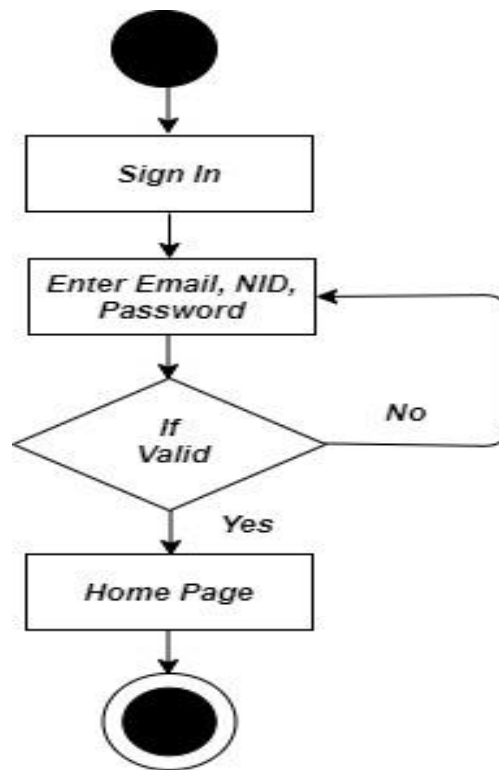 Sign In
Enter Email, NID,
Password
If
Valid
No
Yes
Home Page